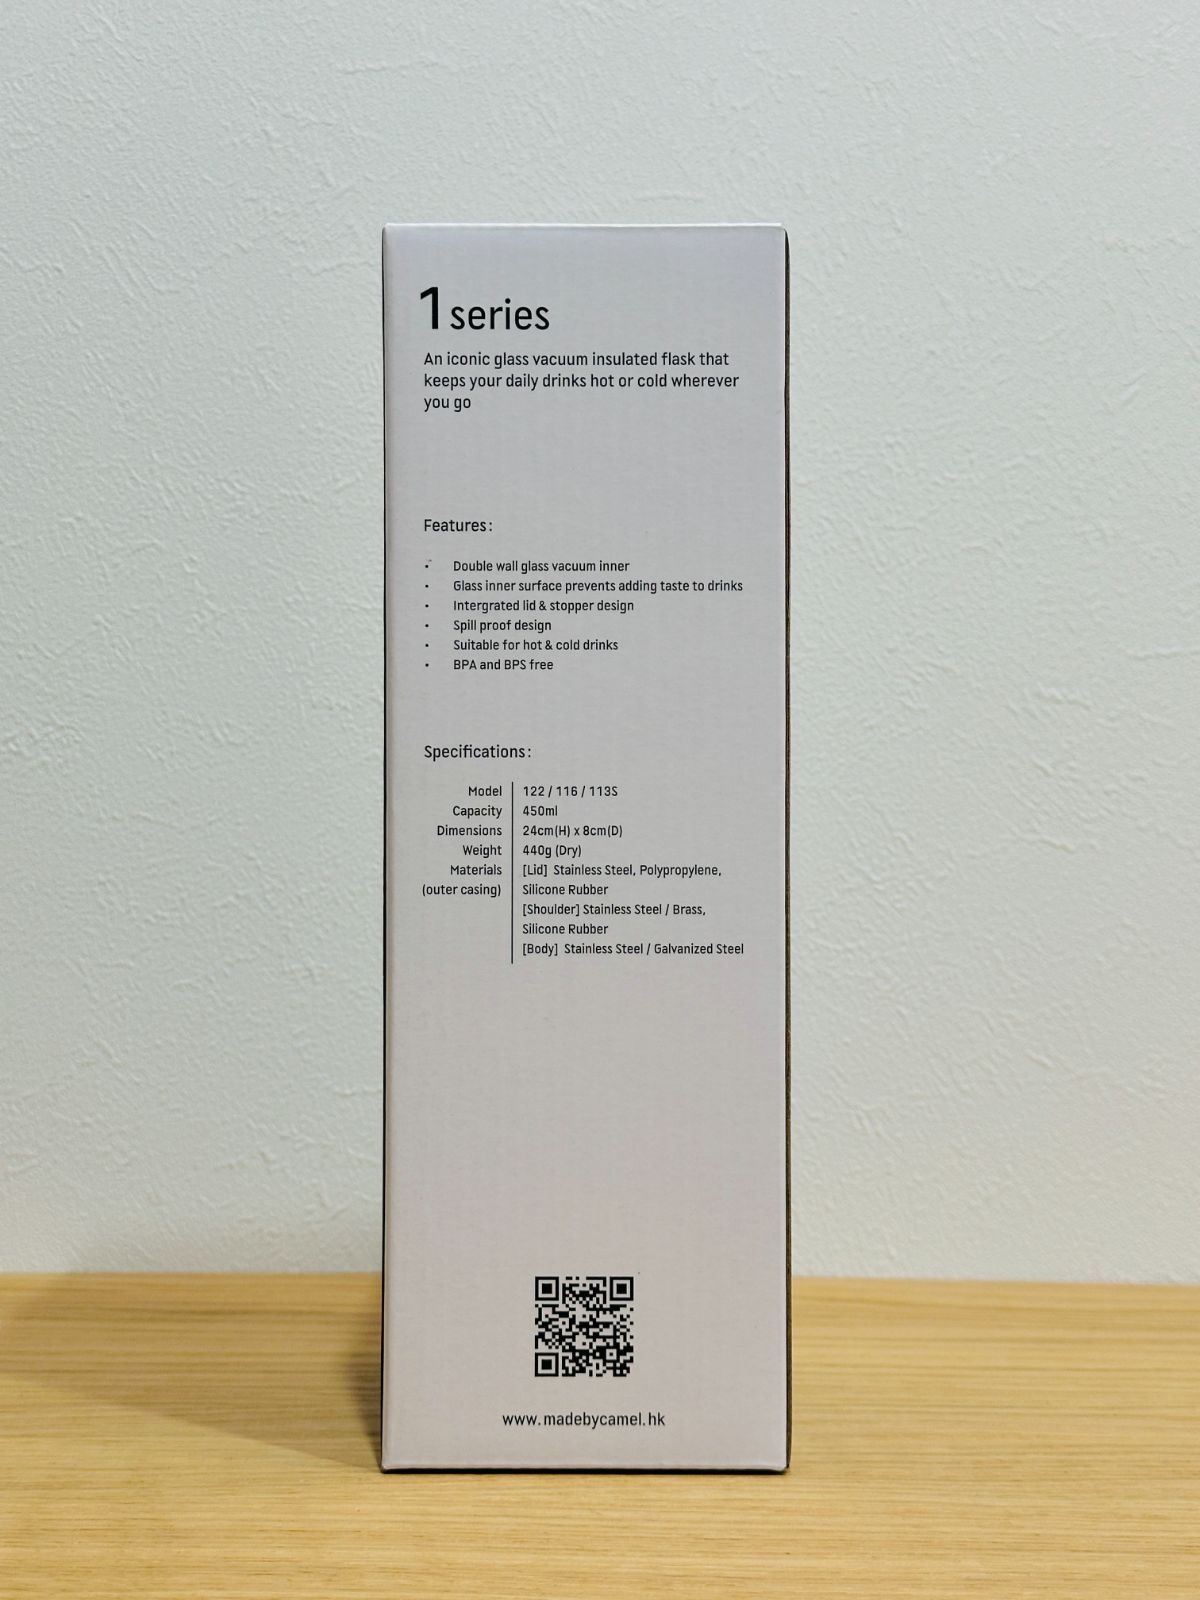 1 series
An iconic glass vacuum insulated flask that
keeps your daily drinks hot or cold wherever
you go
Features:
• Double wall glass vacuum inner
• Glass inner surface prevents adding taste to drinks
• Intergrated lid & stopper design
• Spill proof design
• Suitable for hot & cold drinks
• BPA and BPS free
Specifications:
Model 122 / 116 / 113S
Capacity 450ml
Dimensions 24cm(H) x 8cm(D)
Weight 440g (Dry)
Materials [Lid] Stainless Steel, Polypropylene,
(outer casing) Silicone Rubber
[Shoulder] Stainless Steel / Brass,
Silicone Rubber
[Body] Stainless Steel / Galvanized Steel
www.madebycamel.hk